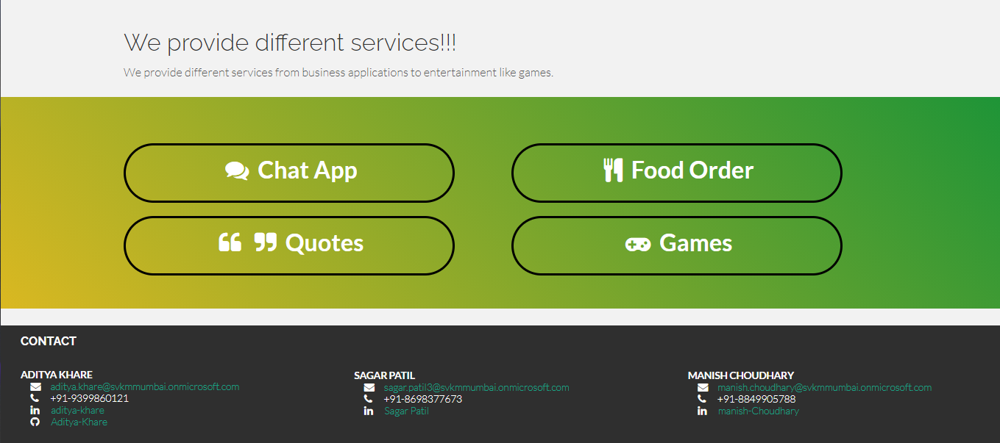 We provide different services!!!
We provide different services from business applications to entertainment like games.
Chat App
Food Order
Quotes
Games
CONTACT
ADITYA KHARE
aditya.khare@svkmmumbai.onmicrosoft.com
+91-9399860121
aditya-khare
Aditya-Khare
SAGAR PATIL
sagar.patil3@svkmmumbai.onmicrosoft.com
+91-8698377673
Sagar Patil
MANISH CHOUDHARY
manish.choudhary@svkmmumbai.onmicrosoft.com
+91-8849905788
manish-Choudhary